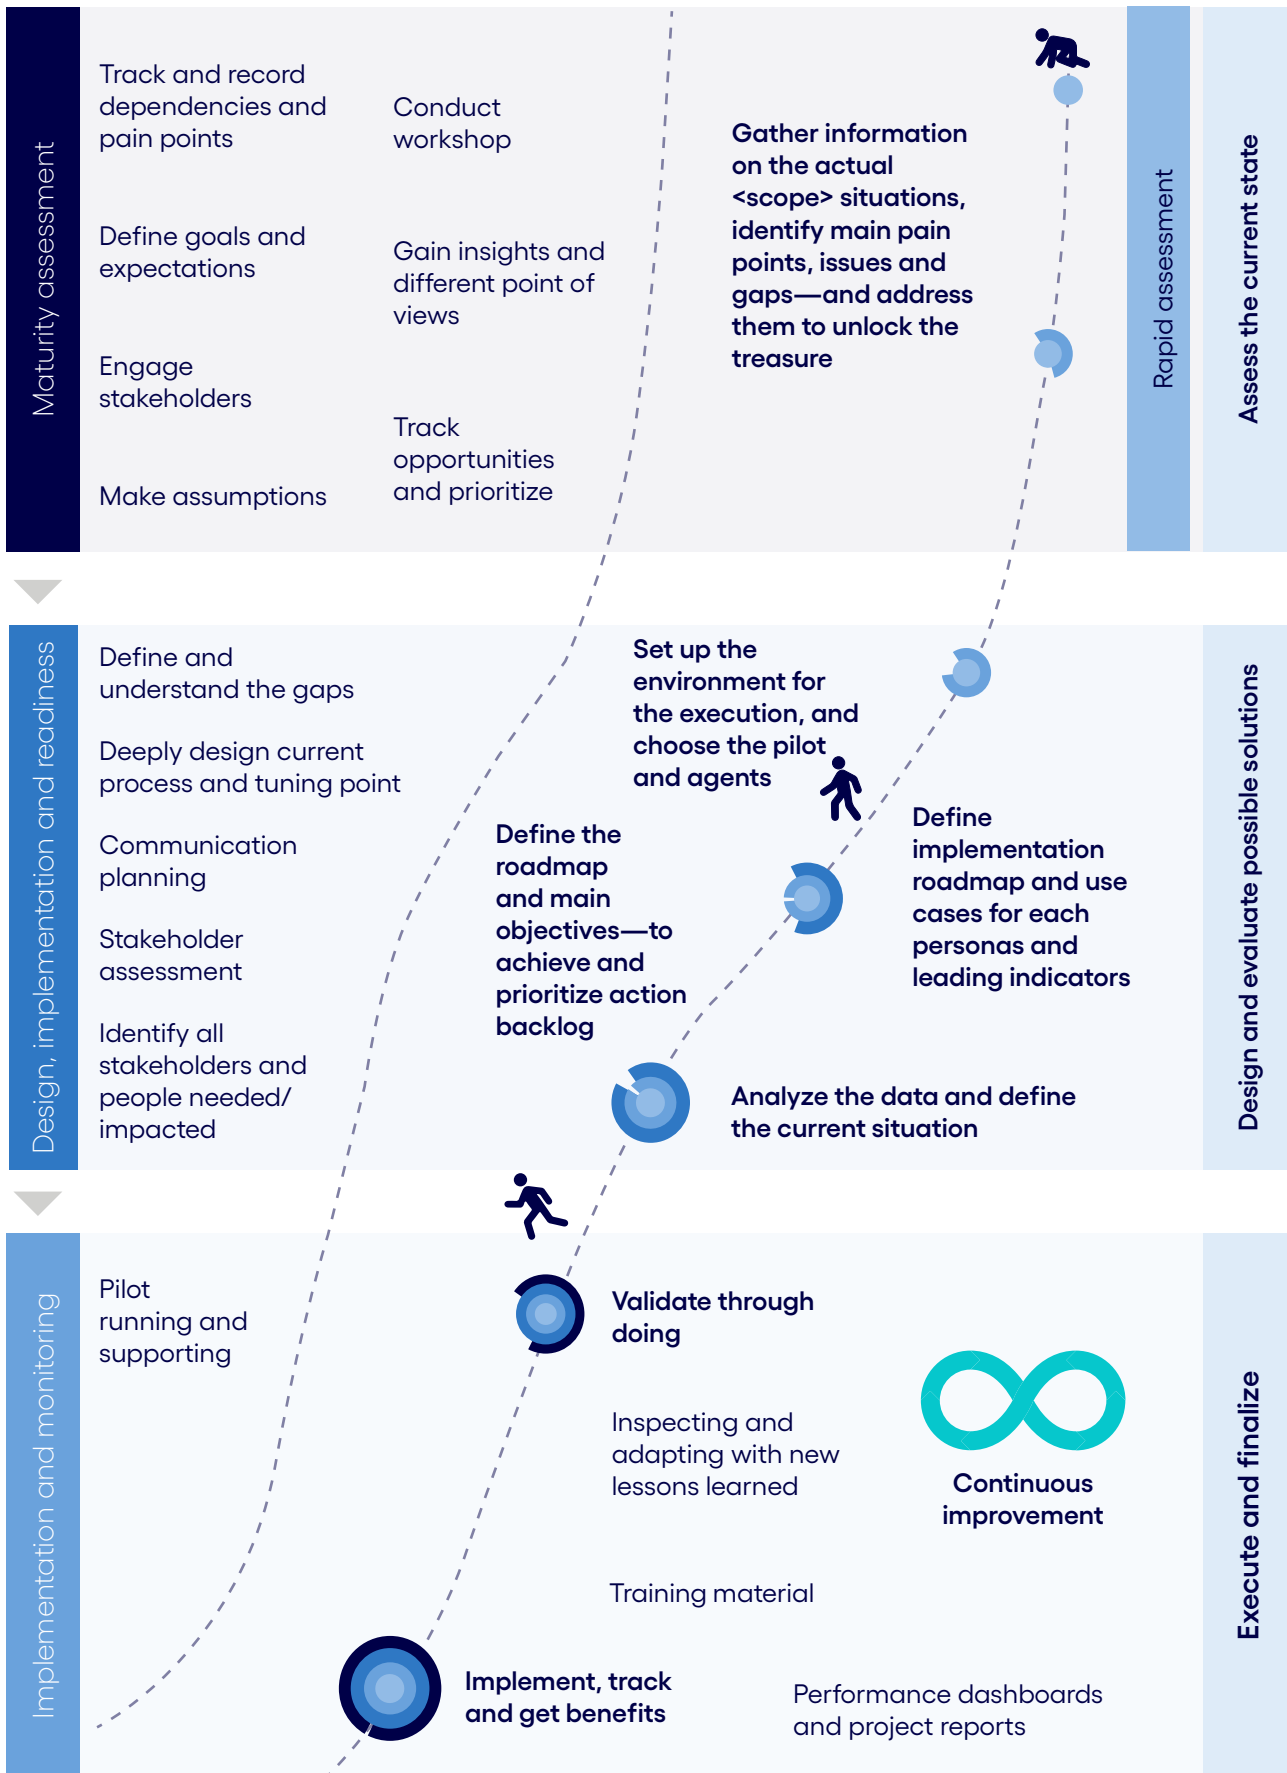 Maturity assessment
Track and record
dependencies and
pain points
Define goals and
expectations
Engage
stakeholders
Make assumptions
Conduct
workshop
Gain insights and
different point of
views
Track
opportunities
and prioritize
Gather information
on the actual
<scope> situations,
identify main pain
points, issues and
gaps—and address
them to unlock the
treasure
Rapid assessment
Assess the current state
Design, implementation and readiness
Define and
understand the gaps
Deeply design current
process and tuning point
Communication
planning
Stakeholder
assessment
Identify all
stakeholders and
people needed/
impacted
Set up the
environment for
the execution, and
choose the pilot
and agents
Define the
roadmap
and main
objectives—to
achieve and
prioritize action
backlog
Define
implementation
roadmap and use
cases for each
personas and
leading indicators
Analyze the data and define
the current situation
Design and evaluate possible solutions
Implementation and monitoring
Pilot
running and
supporting
Validate through
doing
Inspecting and
adapting with new
lessons learned
Continuous
improvement
Training material
Implement, track
and get benefits
Performance dashboards
and project reports
Execute and finalize